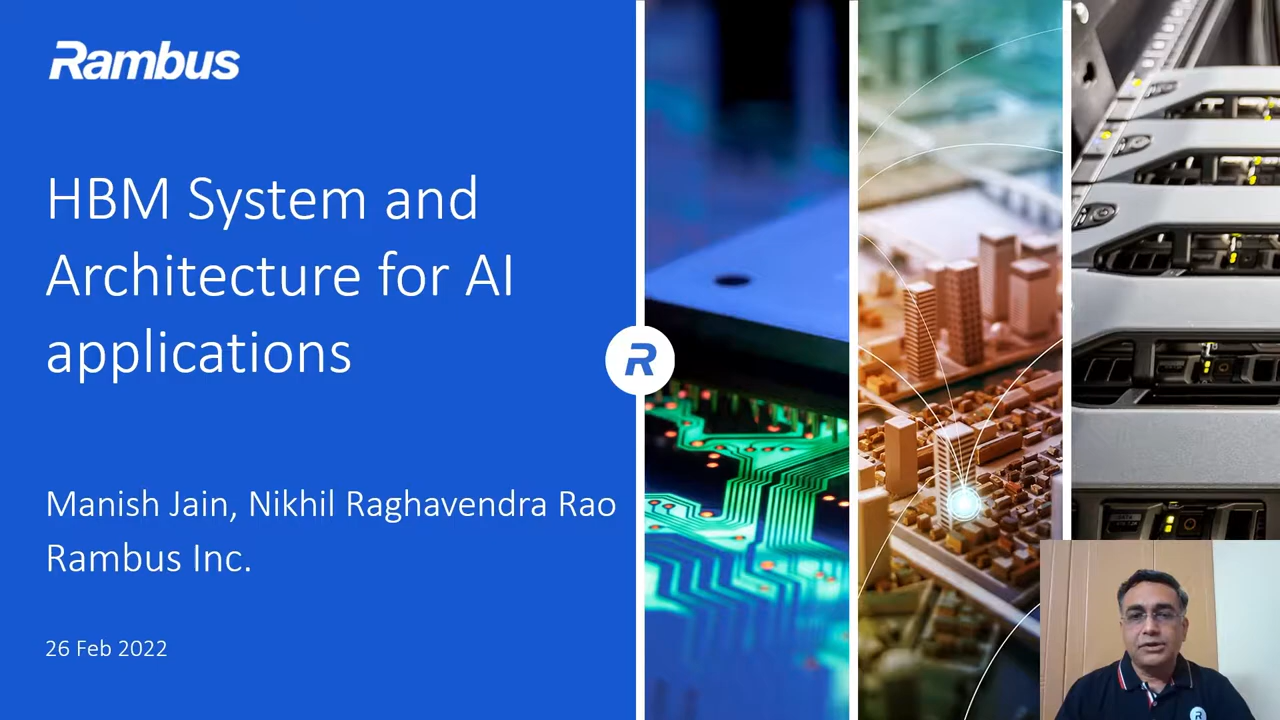 Rambus
HBM System and
Architecture for AI
applications
R
Manish Jain, Nikhil Raghavendra Rao
Rambus Inc.
26 Feb 2022
R